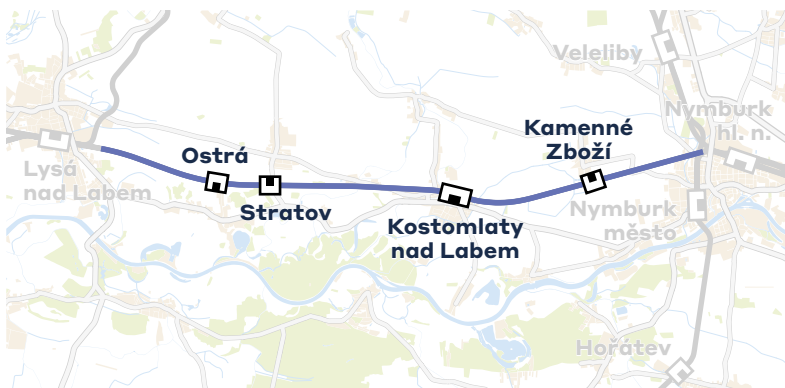 Veleliby
Nymburk
hl. n.
Kamenné
Zboží
Ostrá
Lysá
nad Labem
Stratov
Kostomlaty
nad Labem
Nymburk
město
Hořátev